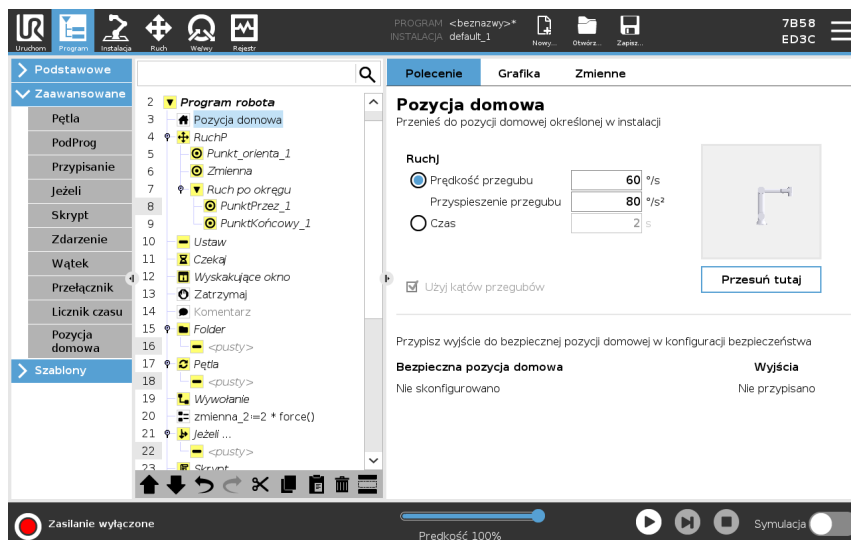 UR
PROGRAM <beznazwy>*
INSTALACJA default_1
7B58
ED3C
Uruchom Program Instalacja Ruch We/wy Rejestr
Nowy... Otwórz... Zapisz...
Podstawowe
Zaawansowane
Pętla
PodProg
Przypisanie
Jeżeli
Skrypt
Zdarzenie
Wątek
Przełącznik
Licznik czasu
Pozycja
domowa
Szablony
2 Program robota
3 Pozycja domowa
4 RuchP
5 Punkt_orienta_1
6 Zmienna
7 Ruch po okręgu
8 PunktPrzez_1
9 PunktKońcowy_1
10 Ustaw
11 Czekaj
12 Wyskakujące okno
13 Zatrzymaj
14 Komentarz
15 Folder
16 <pusty>
17 Pętla
18 <pusty>
19 Wywołanie
20 zmienna_2:=2 * force()
21 Jeżeli ...
22 <pusty>
23 Skrypt
Polecenie Grafika Zmienne
Pozycja domowa
Przenieś do pozycji domowej określonej w instalacji
RuchJ
Prędkość przegubu 60 °/s
Przyspieszenie przegubu 80 °/s²
Czas 2 s
Użyj kątów przegubów
Przesuń tutaj
Przypisz wyjście do bezpiecznej pozycji domowej w konfiguracji bezpieczeństwa
Bezpieczna pozycja domowa Wyjścia
Nie skonfigurowano Nie przypisano
Zasilanie wyłączone
Prędkość 100%
Symulacja